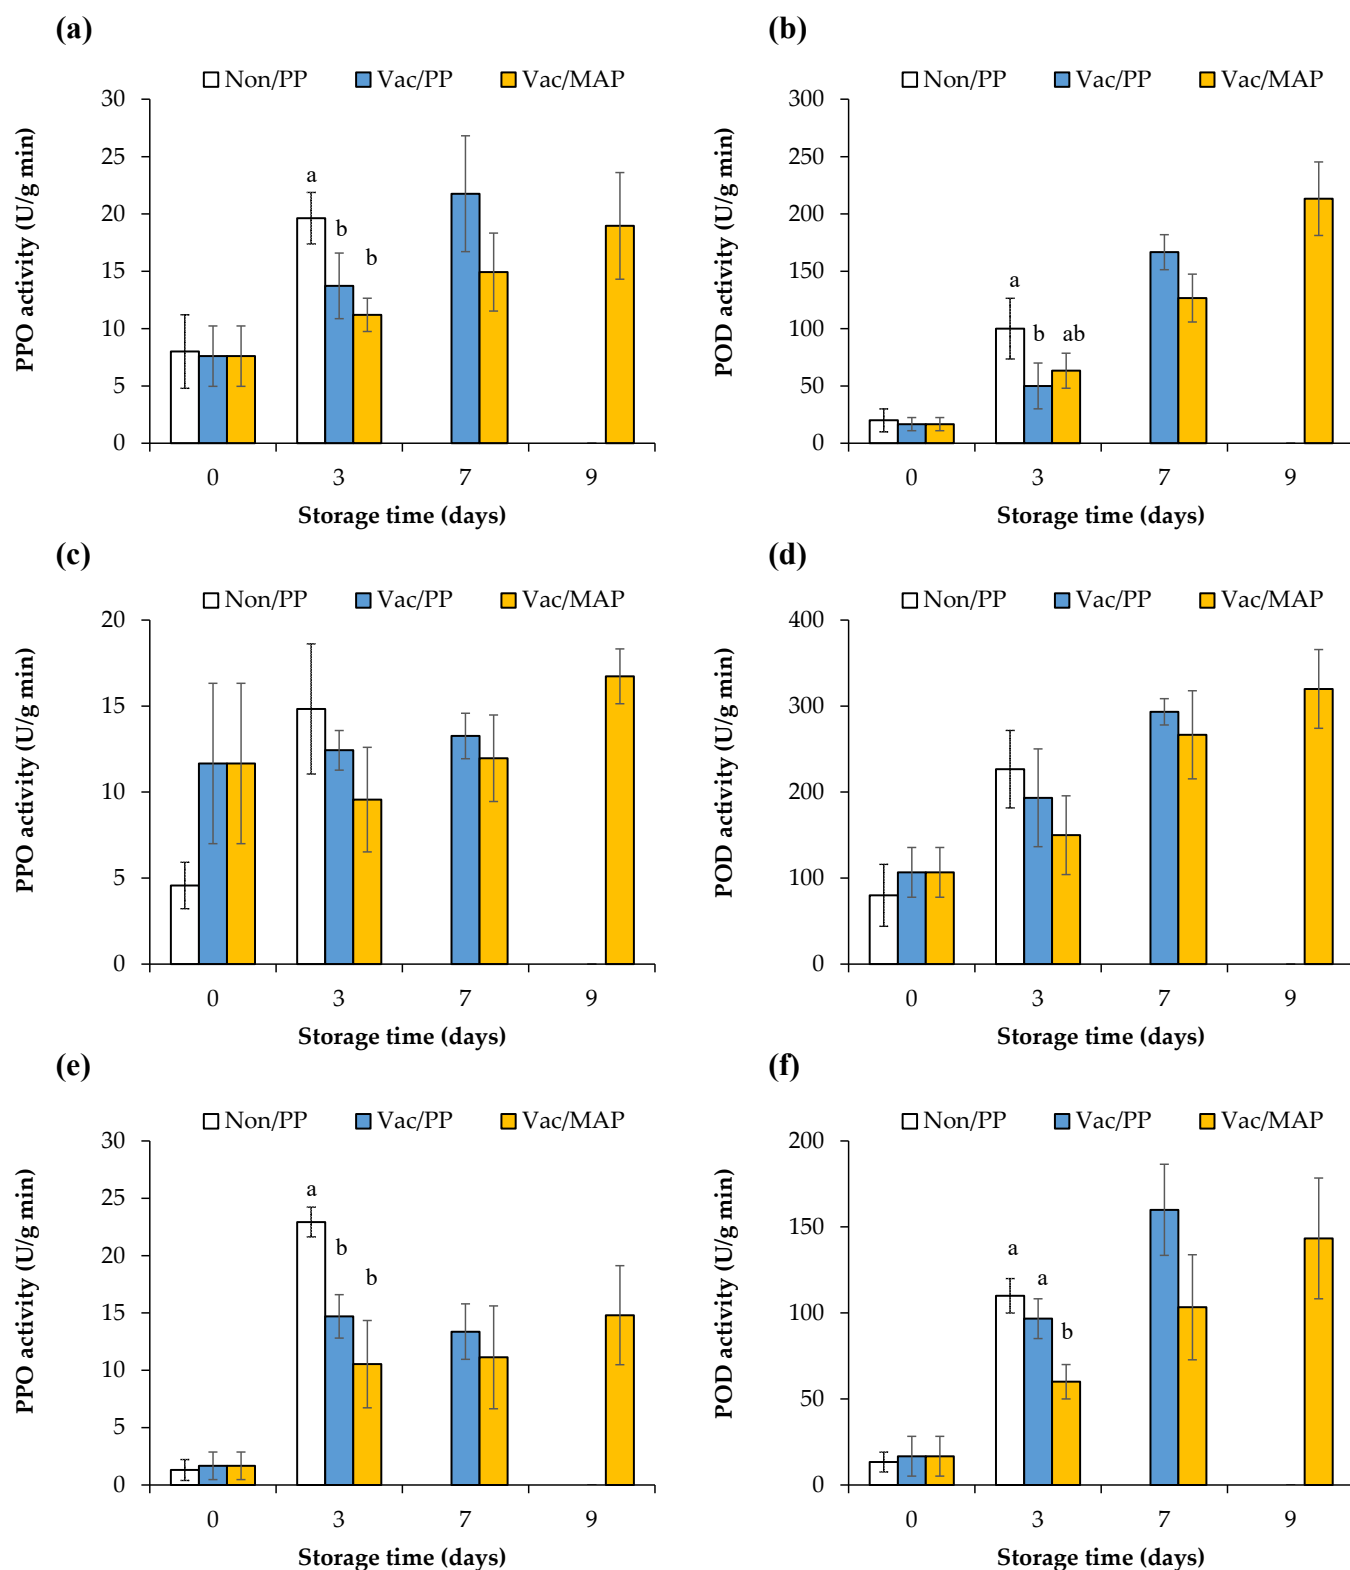 (a)
Non/PP Vac/PP Vac/MAP
PPO activity (U/g min)
30
25
20
15
10
5
0
a
b
b
0 3 7 9
Storage time (days)
(b)
Non/PP Vac/PP Vac/MAP
POD activity (U/g min)
300
250
200
150
100
50
0
a
b
ab
0 3 7 9
Storage time (days)
(c)
Non/PP Vac/PP Vac/MAP
PPO activity (U/g min)
20
15
10
5
0
0 3 7 9
Storage time (days)
(d)
Non/PP Vac/PP Vac/MAP
POD activity (U/g min)
400
300
200
100
0
0 3 7 9
Storage time (days)
(e)
Non/PP Vac/PP Vac/MAP
PPO activity (U/g min)
30
25
20
15
10
5
0
a
b
b
0 3 7 9
Storage time (days)
(f)
Non/PP Vac/PP Vac/MAP
POD activity (U/g min)
200
150
100
50
0
a
a
b
0 3 7 9
Storage time (days)